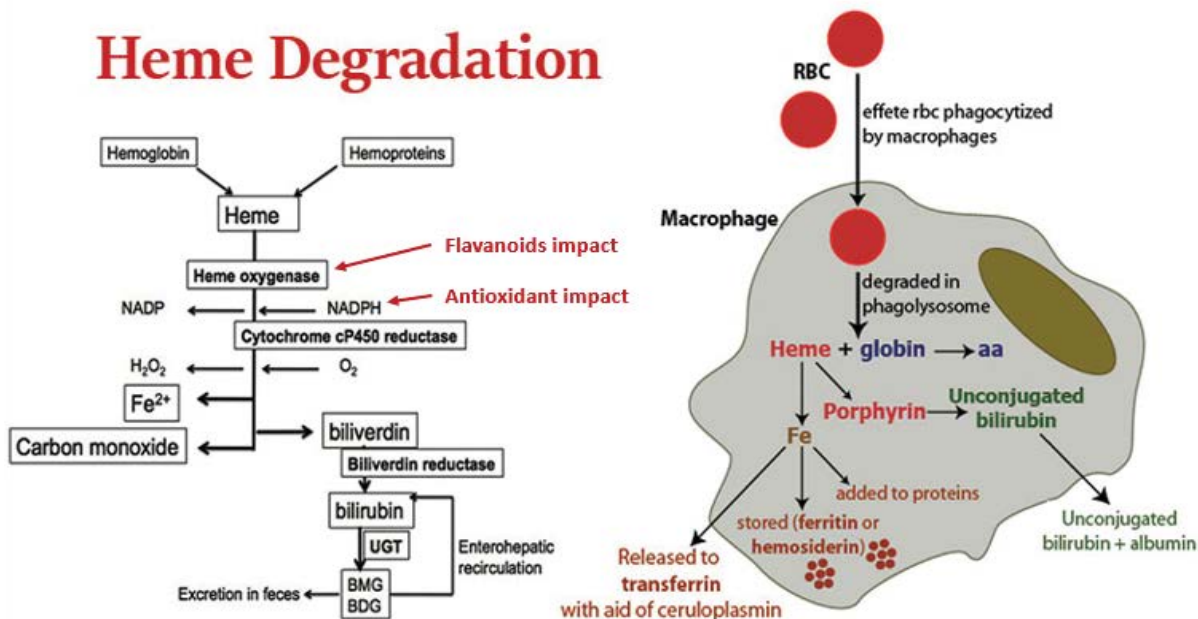 Heme Degradation
Hemoglobin
Hemoproteins
Heme
Flavanoids impact
Heme oxygenase
NADP
NADPH
Antioxidant impact
Cytochrome cP450 reductase
H₂O₂
O₂
Fe²⁺
Carbon monoxide
biliverdin
Biliverdin reductase
bilirubin
UGT
Enterohepatic
recirculation
Excretion in feces
BMG
BDG
RBC
effete rbc phagocytized
by macrophages
Macrophage
degraded in
phagolysosome
Heme + globin
aa
Porphyrin
Unconjugated
bilirubin
Fe
added to proteins
stored (ferritin or
hemosiderin)
Released to
transferrin
with aid of ceruloplasmin
Unconjugated
bilirubin + albumin